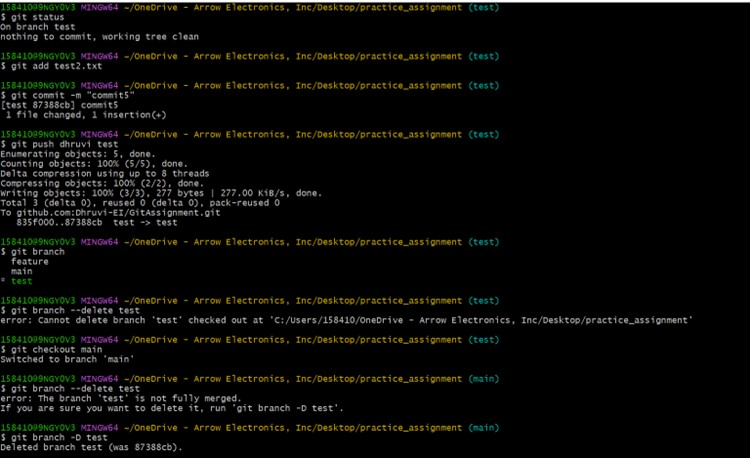 158410@9NGY0V3 MINGW64 ~/OneDrive - Arrow Electronics, Inc/Desktop/practice_assignment (test)
$ git status
On branch test
nothing to commit, working tree clean
158410@9NGY0V3 MINGW64 ~/OneDrive - Arrow Electronics, Inc/Desktop/practice_assignment (test)
$ git add test2.txt
158410@9NGY0V3 MINGW64 ~/OneDrive - Arrow Electronics, Inc/Desktop/practice_assignment (test)
$ git commit -m "commit5"
[test 87388cb] commit5
1 file changed, 1 insertion(+)
158410@9NGY0V3 MINGW64 ~/OneDrive - Arrow Electronics, Inc/Desktop/practice_assignment (test)
$ git push dhruvi test
Enumerating objects: 5, done.
Counting objects: 100% (5/5), done.
Delta compression using up to 8 threads
Compressing objects: 100% (2/2), done.
Writing objects: 100% (3/3), 277 bytes | 277.00 KiB/s, done.
Total 3 (delta 0), reused 0 (delta 0), pack-reused 0
To github.com:Dhruvi-EI/GitAssignment.git
835f000..87388cb  test -> test
158410@9NGY0V3 MINGW64 ~/OneDrive - Arrow Electronics, Inc/Desktop/practice_assignment (test)
$ git branch
feature
main
* test
158410@9NGY0V3 MINGW64 ~/OneDrive - Arrow Electronics, Inc/Desktop/practice_assignment (test)
$ git branch --delete test
error: Cannot delete branch 'test' checked out at 'C:/Users/158410/OneDrive - Arrow Electronics, Inc/Desktop/practice_assignment'
158410@9NGY0V3 MINGW64 ~/OneDrive - Arrow Electronics, Inc/Desktop/practice_assignment (test)
$ git checkout main
Switched to branch 'main'
158410@9NGY0V3 MINGW64 ~/OneDrive - Arrow Electronics, Inc/Desktop/practice_assignment (main)
$ git branch --delete test
error: The branch 'test' is not fully merged.
If you are sure you want to delete it, run 'git branch -D test'.
158410@9NGY0V3 MINGW64 ~/OneDrive - Arrow Electronics, Inc/Desktop/practice_assignment (main)
$ git branch -D test
Deleted branch test (was 87388cb).